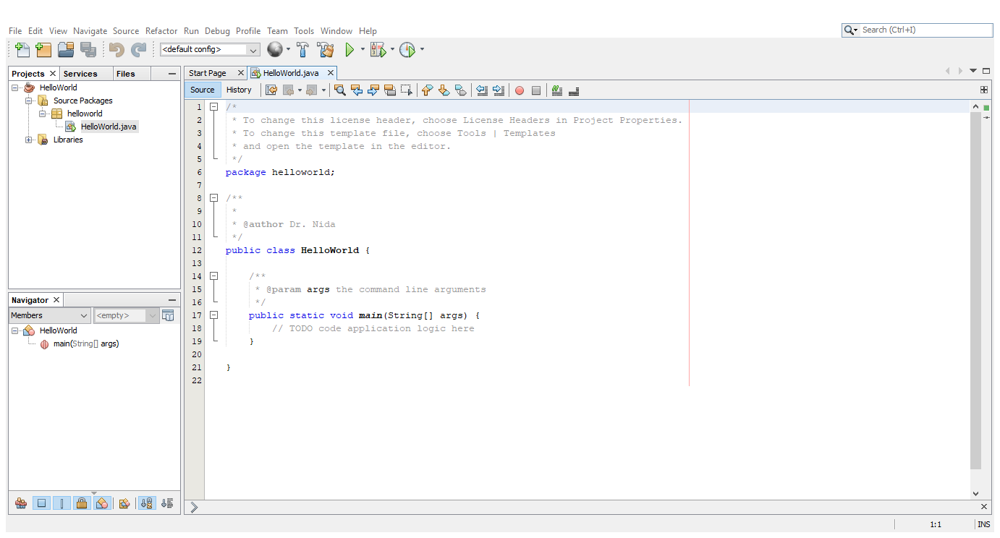 File Edit View Navigate Source Refactor Run Debug Profile Team Tools Window Help
Search (Ctrl+I)
<default config>
Projects Services Files
HelloWorld
Source Packages
helloworld
HelloWorld.java
Libraries
Navigator
Members <empty>
HelloWorld
main(String[] args)
Start Page HelloWorld.java
Source History
1 /*
2 * To change this license header, choose License Headers in Project Properties.
3 * To change this template file, choose Tools | Templates
4 * and open the template in the editor.
5 */
6 package helloworld;
7
8 /**
9 *
10 * @author Dr. Nida
11 */
12 public class HelloWorld {
13
14 /**
15 * @param args the command line arguments
16 */
17 public static void main(String[] args) {
18 // TODO code application logic here
19 }
20
21 }
22
1:1 INS